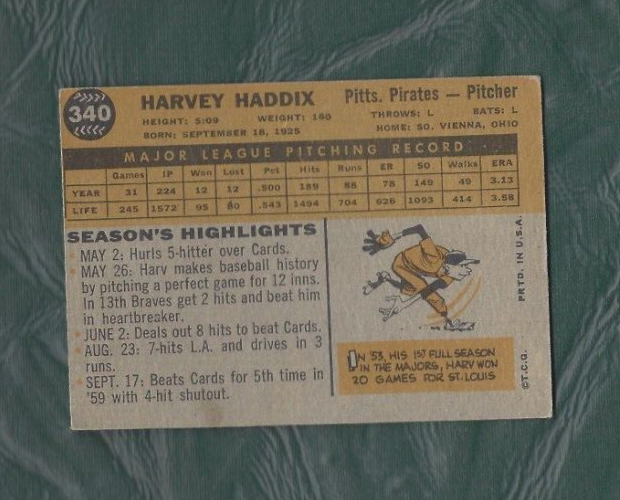 340
HARVEY HADDIX
Pitts. Pirates — Pitcher
HEIGHT: 5:09 WEIGHT: 160
THROWS: L BATS: L
BORN: SEPTEMBER 18, 1925
HOME: SO. VIENNA, OHIO
MAJOR LEAGUE PITCHING RECORD
Games IP Won Lost Pct Hits Runs ER SO Walks ERA
YEAR 31 224 12 12 .500 189 88 78 149 49 3.13
LIFE 245 1572 95 80 .543 1494 704 626 1093 414 3.58
SEASON'S HIGHLIGHTS
MAY 2: Hurls 5-hitter over Cards.
MAY 26: Harv makes baseball history
by pitching a perfect game for 12 inns.
In 13th Braves get 2 hits and beat him
in heartbreaker.
JUNE 2: Deals out 8 hits to beat Cards.
AUG. 23: 7-hits L.A. and drives in 3
runs.
SEPT. 17: Beats Cards for 5th time in
'59 with 4-hit shutout.
IN '53, HIS 1ST FULL SEASON
IN THE MAJORS, HARV WON
20 GAMES FOR ST. LOUIS
©T.C.G. PRTD. IN U.S.A.